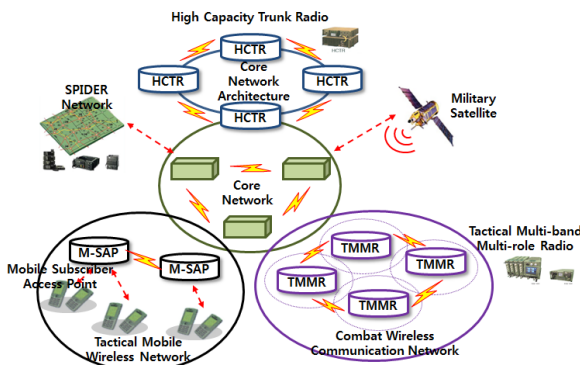 High Capacity Trunk Radio
HCTR
HCTR
HCTR
Core
Network
Architecture
HCTR
HCTR
SPIDER
Network
Military
Satellite
Core
Network
M-SAP
M-SAP
Mobile Subscriber
Access Point
Tactical Mobile
Wireless Network
TMMR
TMMR
TMMR
TMMR
Tactical Multi-band
Multi-role Radio
Combat Wireless
Communication Network